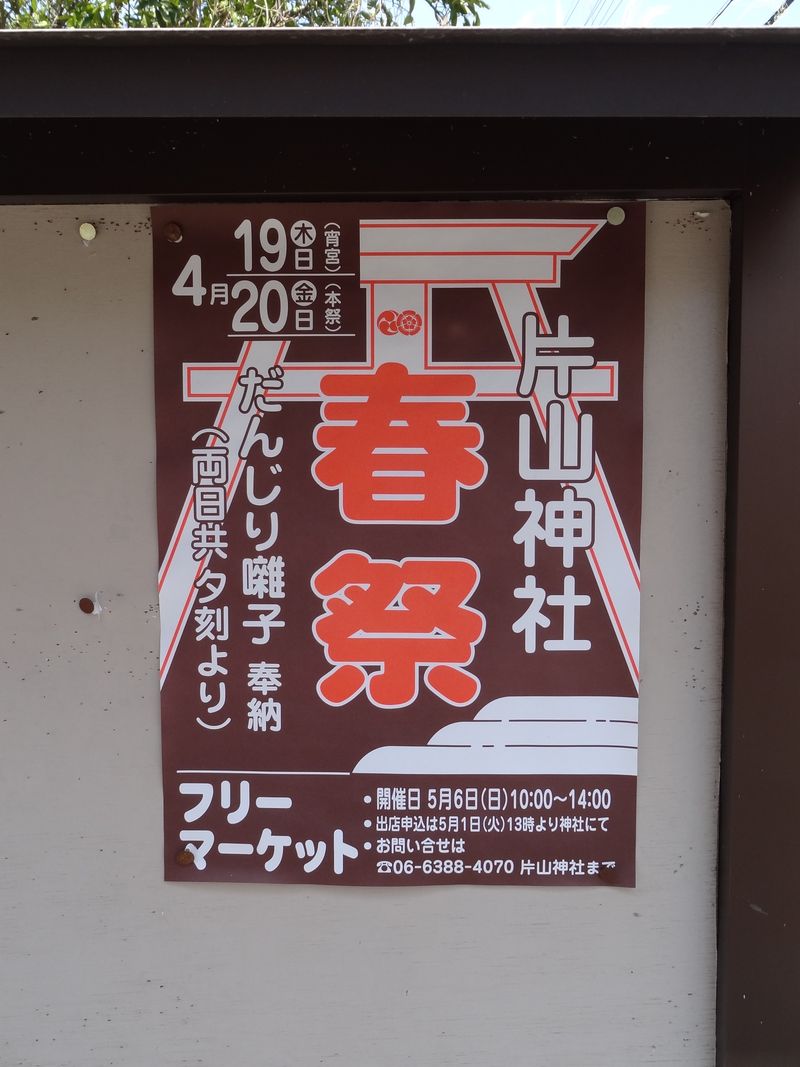 4月
19木日(宵宮)
20金日(本祭)
片山神社
春祭
だんじり囃子 奉納
(両日共夕刻より)
フリー
マーケット
・開催日 5月6日(日)10:00〜14:00
・出店申込は5月1日(火)13時より神社にて
・お問い合せは
☎06-6388-4070 片山神社まで